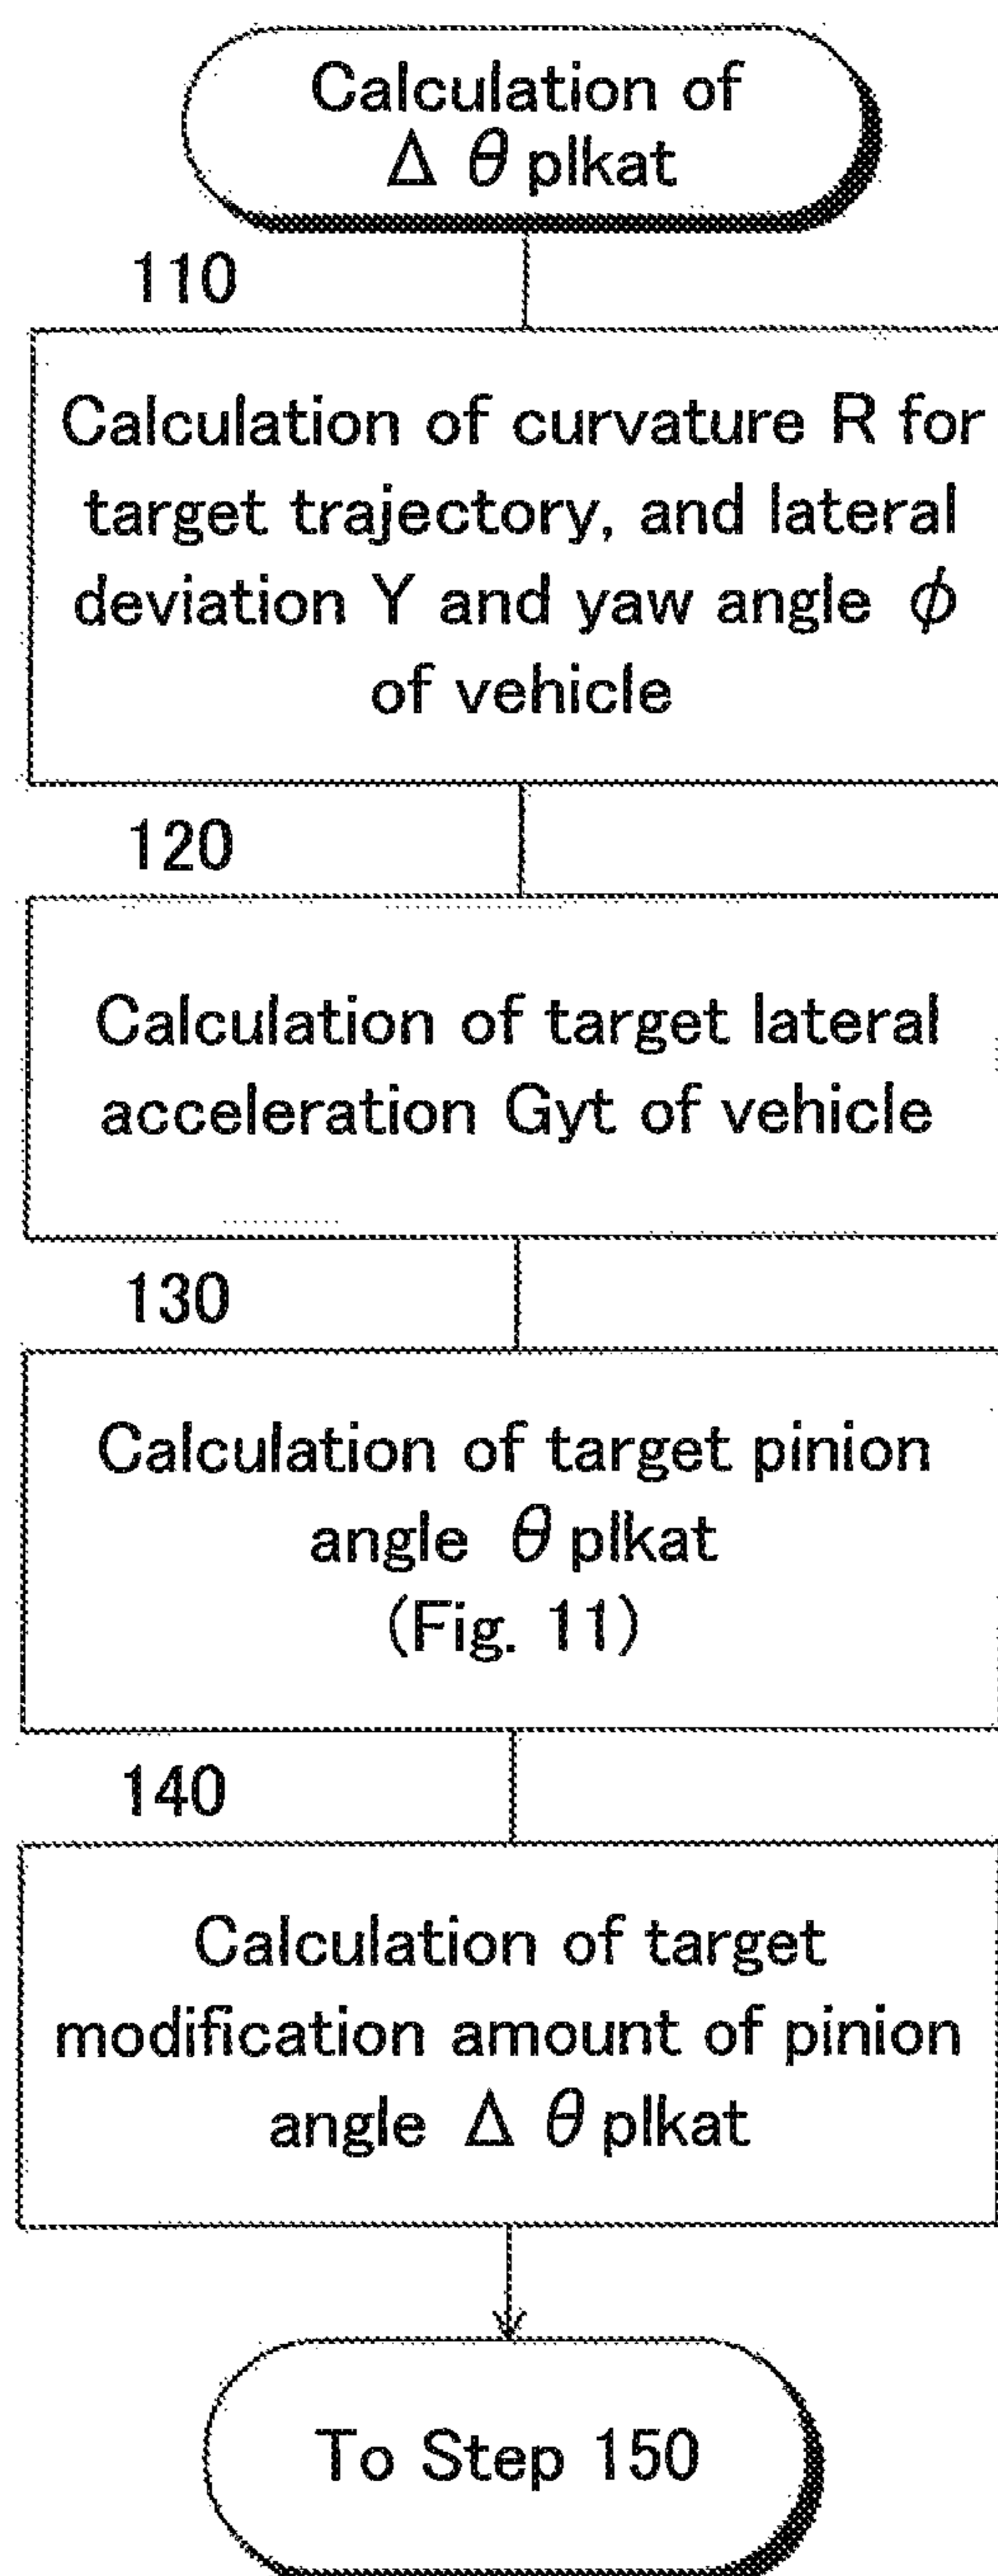 Calculation of
Δ θ plkat
110
Calculation of curvature R for
target trajectory, and lateral
deviation Y and yaw angle ϕ
of vehicle
120
Calculation of target lateral
acceleration Gyt of vehicle
130
Calculation of target pinion
angle θ plkat
(Fig. 11)
140
Calculation of target
modification amount of pinion
angle Δ θ plkat
To Step 150